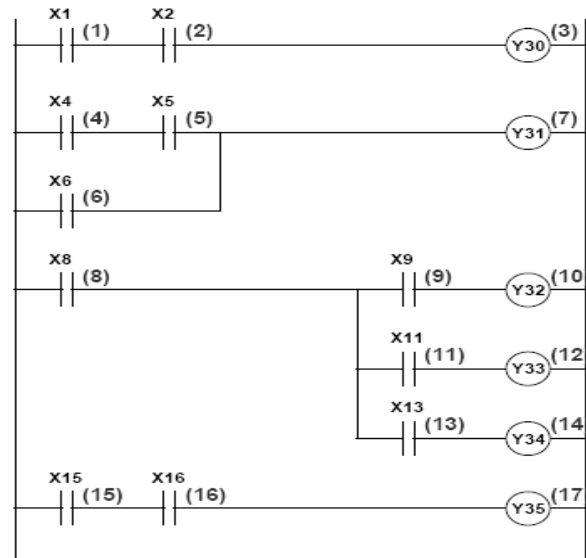 X1 (1) X2 (2) Y30 (3)
X4 (4) X5 (5) Y31 (7)
X6 (6)
X8 (8) X9 (9) Y32 (10
X11 (11) Y33 (12
X13 (13) Y34 (14
X15 (15) X16 (16) Y35 (17